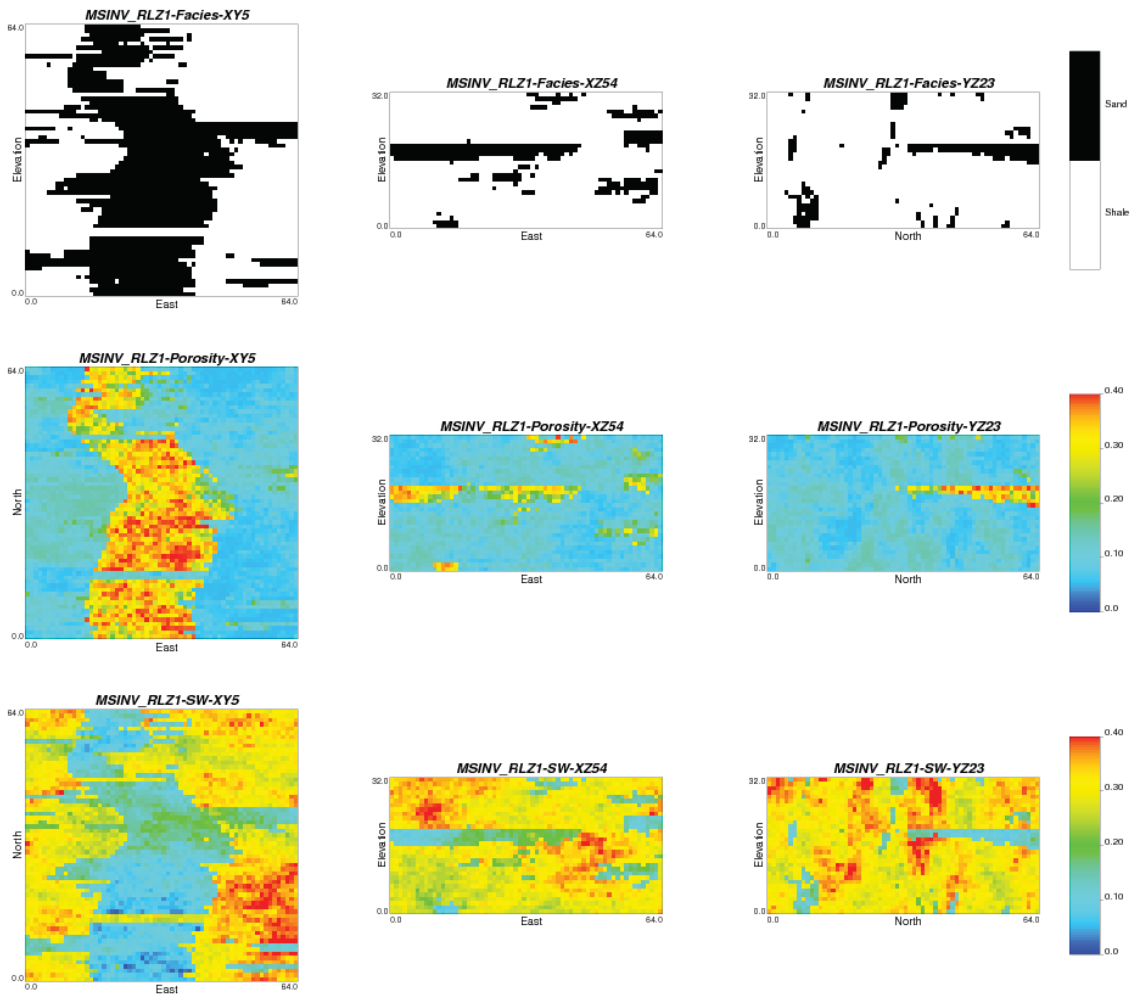 MSINV_RLZ1-Facies-XY5
64.0
Elevation
0.0
0.0
64.0
East
MSINV_RLZ1-Facies-XZ54
32.0
Elevation
0.0
0.0
64.0
East
MSINV_RLZ1-Facies-YZ23
32.0
Elevation
0.0
0.0
64.0
North
Sand
Shale
MSINV_RLZ1-Porosity-XY5
64.0
North
0.0
0.0
64.0
East
MSINV_RLZ1-Porosity-XZ54
32.0
Elevation
0.0
0.0
64.0
East
MSINV_RLZ1-Porosity-YZ23
32.0
Elevation
0.0
0.0
64.0
North
0.40
0.30
0.20
0.10
0.0
MSINV_RLZ1-SW-XY5
64.0
North
0.0
0.0
64.0
East
MSINV_RLZ1-SW-XZ54
32.0
Elevation
0.0
0.0
64.0
East
MSINV_RLZ1-SW-YZ23
32.0
Elevation
0.0
0.0
64.0
North
0.40
0.30
0.20
0.10
0.0